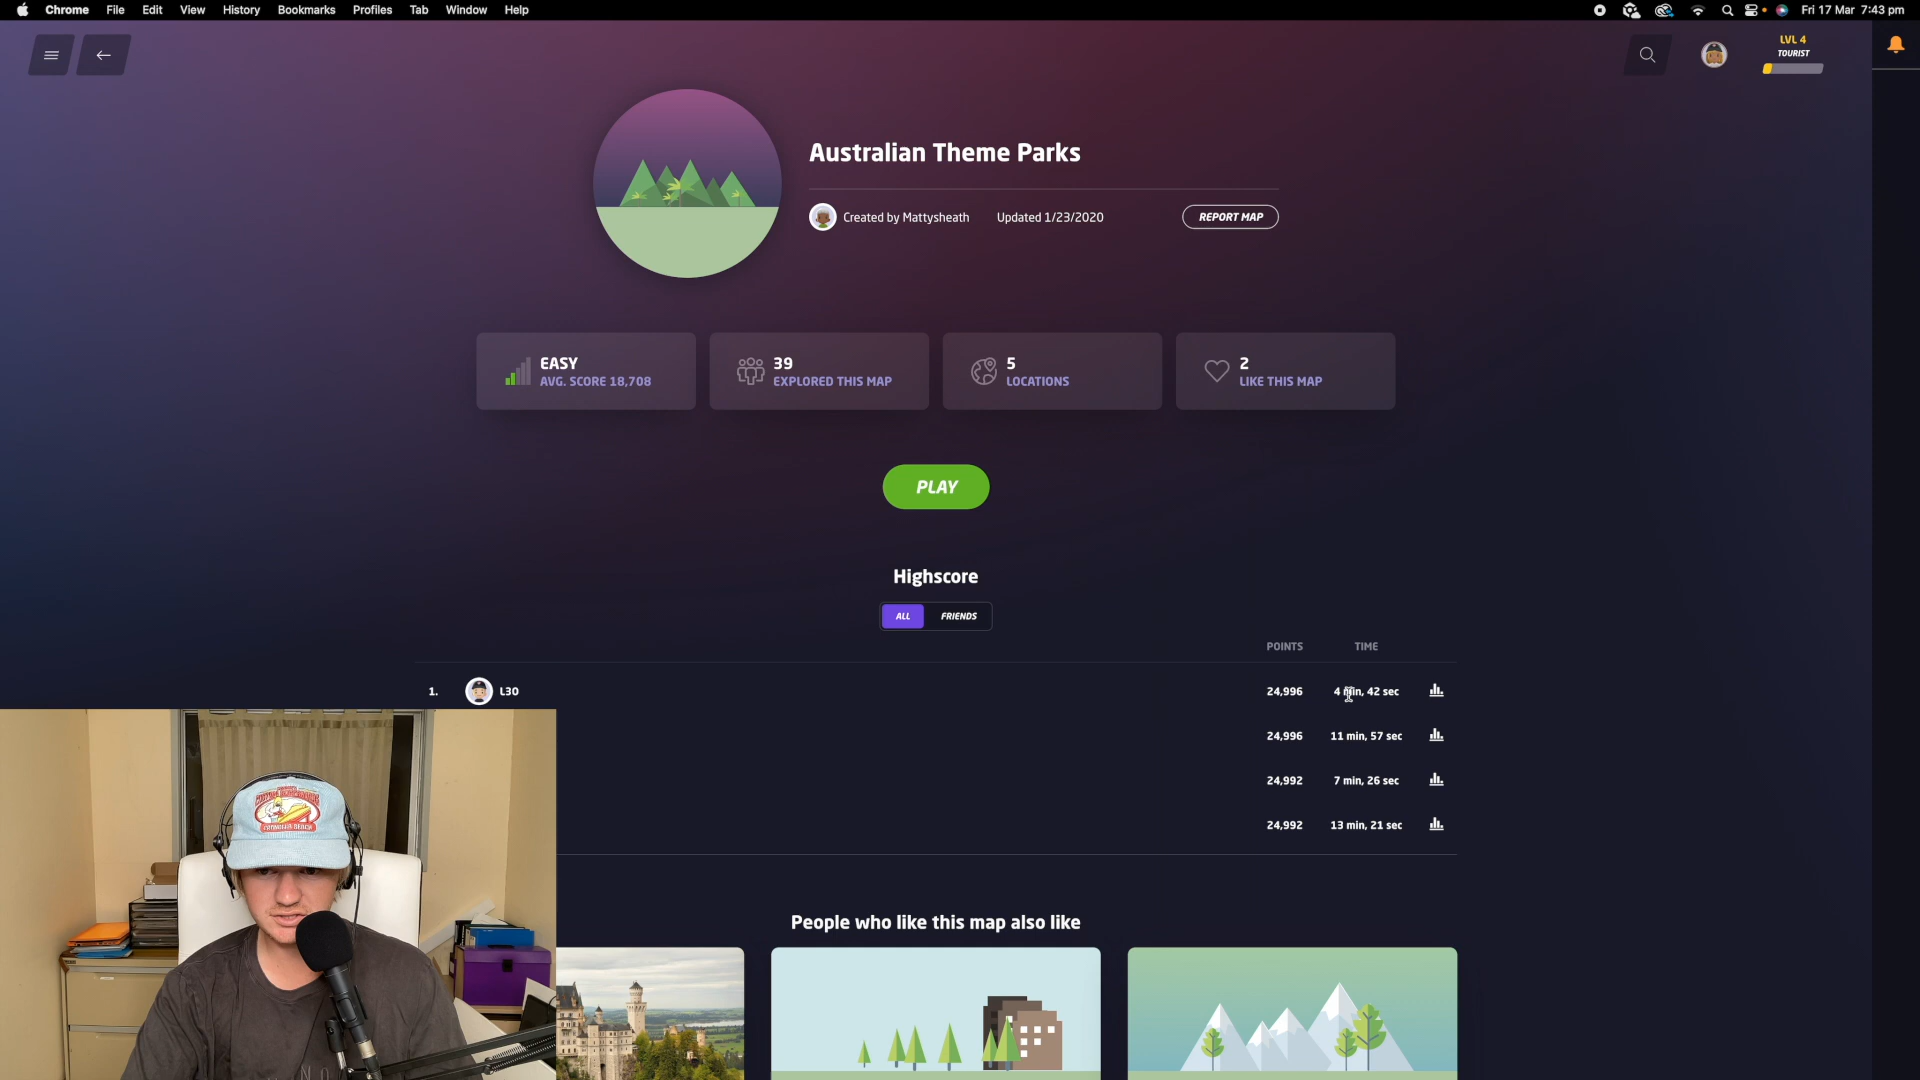 Chrome File Edit View History Bookmarks Profiles Tab Window Help Fri 17 Mar 7:43 pm
LVL 4
TOURIST
Australian Theme Parks
Created by Mattysheath Updated 1/23/2020 REPORT MAP
EASY
AVG. SCORE 18,708
39
EXPLORED THIS MAP
5
LOCATIONS
2
LIKE THIS MAP
PLAY
Highscore
ALL FRIENDS
POINTS TIME
1. L30 24,996 4 min, 42 sec
24,996 11 min, 57 sec
24,992 7 min, 26 sec
24,992 13 min, 21 sec
People who like this map also like